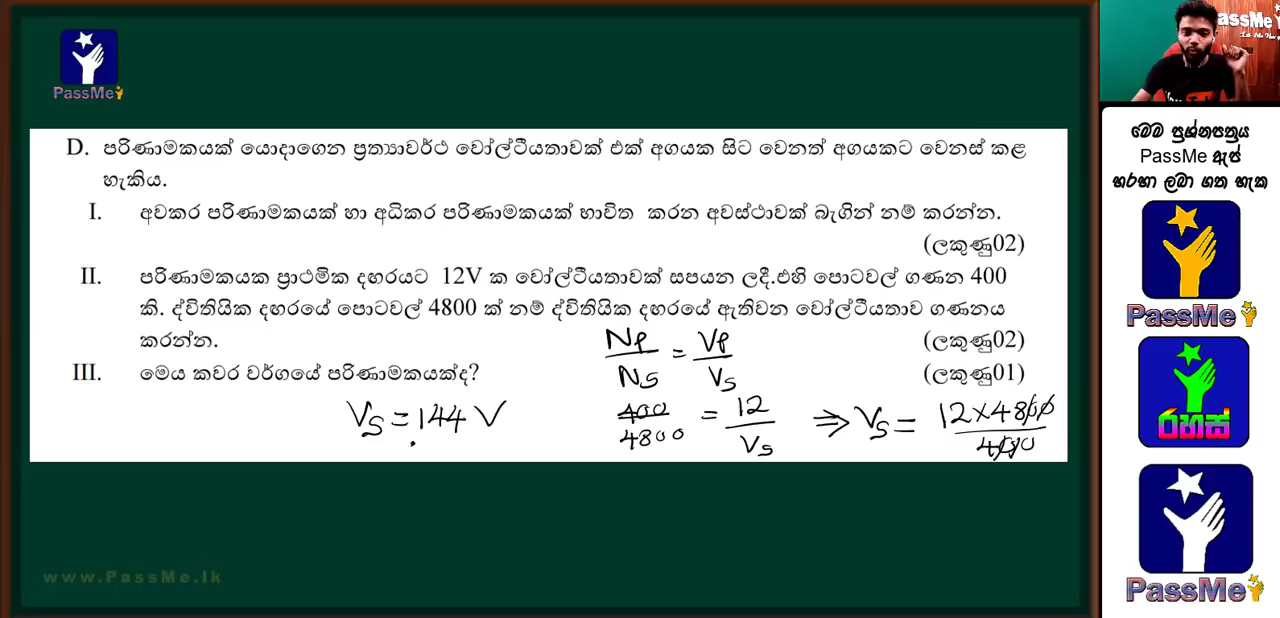 PassMe
D. පරිණාමකයක් යොදාගෙන ප්‍රත්‍යාවර්ථ වෝල්ටීයතාවක් එක් අගයක සිට වෙනත් අගයකට වෙනස් කළ
හැකිය.
I. අවකර පරිණාමකයක් හා අධිකර පරිණාමකයක් භාවිත කරන අවස්ථාවක් බැගින් නම් කරන්න.
(ලකුණු02)
II. පරිණාමකයක ප්‍රාථමික දඟරයට 12V ක වෝල්ටීයතාවක් සපයන ලදී.එහි පොටවල් ගණන 400
කි. ද්විතියික දඟරයේ පොටවල් 4800 ක් නම් ද්විතියික දඟරයේ ඇතිවන වෝල්ටීයතාව ගණනය
කරන්න.
(ලකුණු02)
III. මෙය කවර වර්ගයේ පරිණාමකයක්ද?
(ලකුණු01)
Np/Ns = Vp/Vs
400/4800 = 12/Vs ⇒ Vs = 12×4800/400
Vs = 144 V
www.PassMe.lk
assMe
මෙම ප්‍රශ්නපත්‍රය
PassMe ඇප්
හරහා ලබා ගත හැක
PassMe
රහස්
PassMe